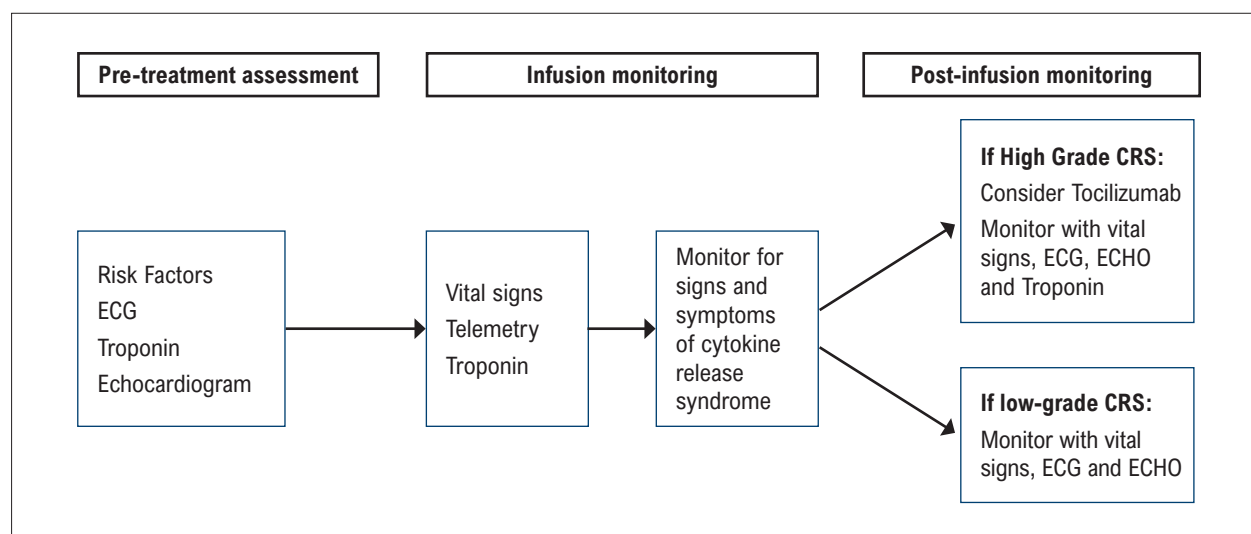 Pre-treatment assessment
Infusion monitoring
Post-infusion monitoring
Risk Factors
ECG
Troponin
Echocardiogram
Vital signs
Telemetry
Troponin
Monitor for
signs and
symptoms
of cytokine
release
syndrome
If High Grade CRS:
Consider Tocilizumab
Monitor with vital
signs, ECG, ECHO
and Troponin
If low-grade CRS:
Monitor with vital
signs, ECG and ECHO